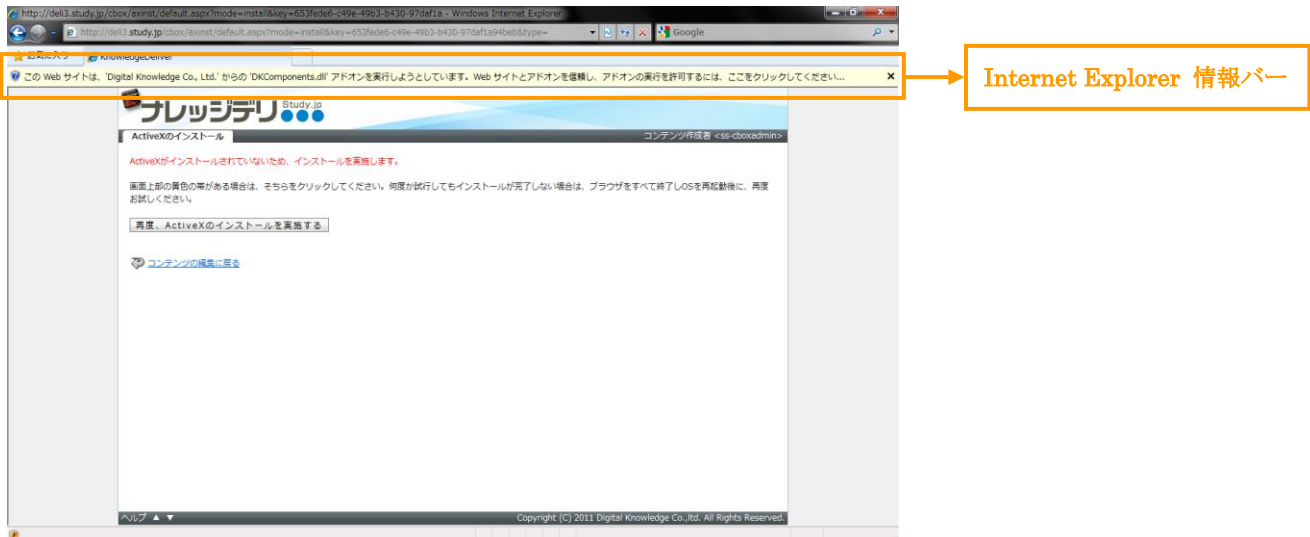 http://deli3.study.jp/cbox/axinst/default.aspx?mode=install&key=653fede6-c49e-49b3-b430-97daf1a - Windows Internet Explorer
http://deli3.study.jp/cbox/axinst/default.aspx?mode=install&key=653fede6-c49e-49b3-b430-97daf1a94beb&type=
Google
お気に入り
KnowledgeDeliver
この Web サイトは、'Digital Knowledge Co., Ltd.' からの 'DKComponents.dll' アドオンを実行しようとしています。Web サイトとアドオンを信頼し、アドオンの実行を許可するには、ここをクリックしてください...
Internet Explorer 情報バー
ナレッジデリ Study.jp
ActiveXのインストール
コンテンツ作成者 <ss-cboxadmin>
ActiveXがインストールされていないため、インストールを実施します。
画面上部の黄色の帯がある場合は、そちらをクリックしてください。何度か試行してもインストールが完了しない場合は、ブラウザをすべて終了しOSを再起動後に、再度
お試しください。
再度、ActiveXのインストールを実施する
コンテンツの編集に戻る
ヘルプ ▲ ▼
Copyright (C) 2011 Digital Knowledge Co.,ltd. All Rights Reserved.